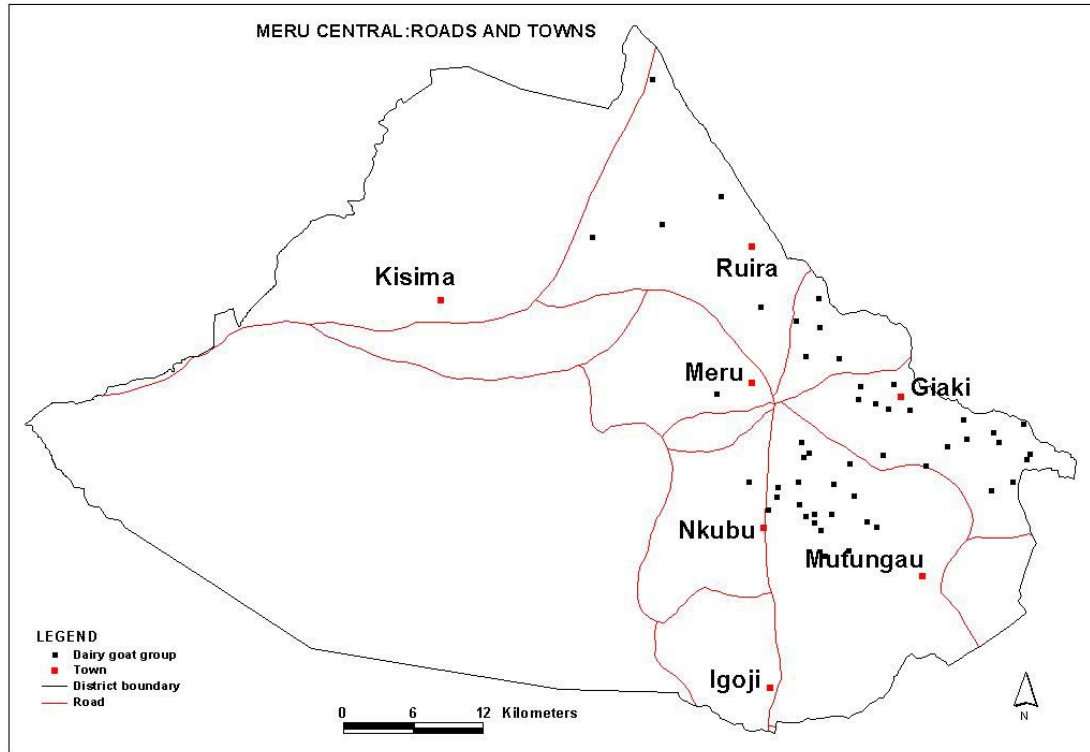 MERU CENTRAL:ROADS AND TOWNS
Kisima
Ruira
Meru
Giaki
Nkubu
Mufungau
Igoji
LEGEND
Dairy goat group
Town
District boundary
Road
0 6 12 Kilometers
N